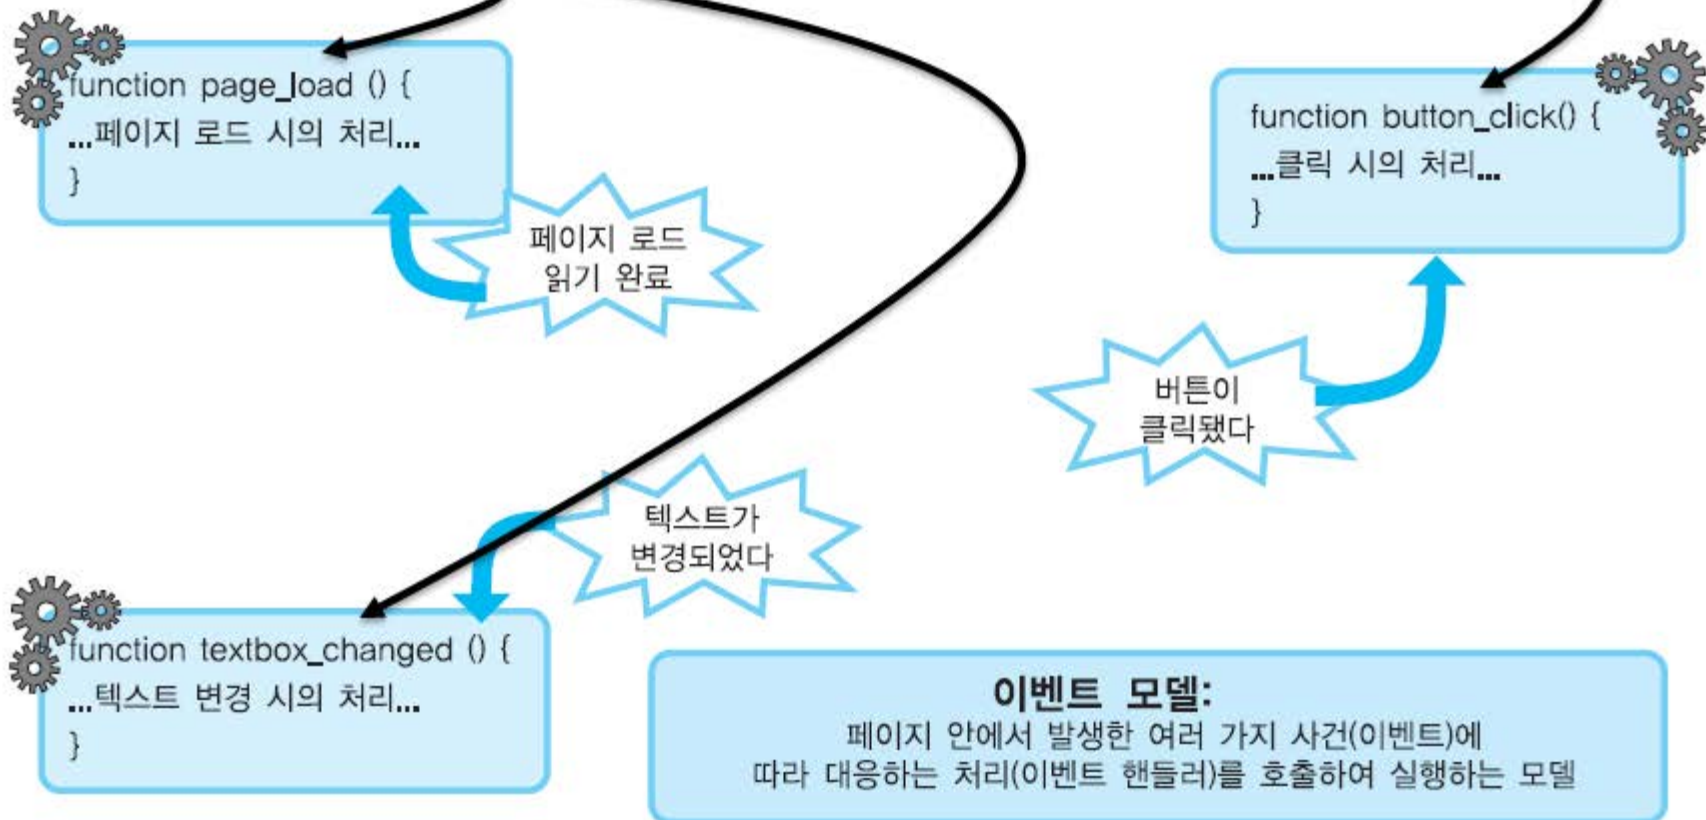 function page_load () {
...페이지 로드 시의 처리...
}
페이지 로드
읽기 완료
function button_click() {
...클릭 시의 처리...
}
버튼이
클릭됐다
텍스트가
변경되었다
function textbox_changed () {
...텍스트 변경 시의 처리...
}
이벤트 모델:
페이지 안에서 발생한 여러 가지 사건(이벤트)에
따라 대응하는 처리(이벤트 핸들러)를 호출하여 실행하는 모델